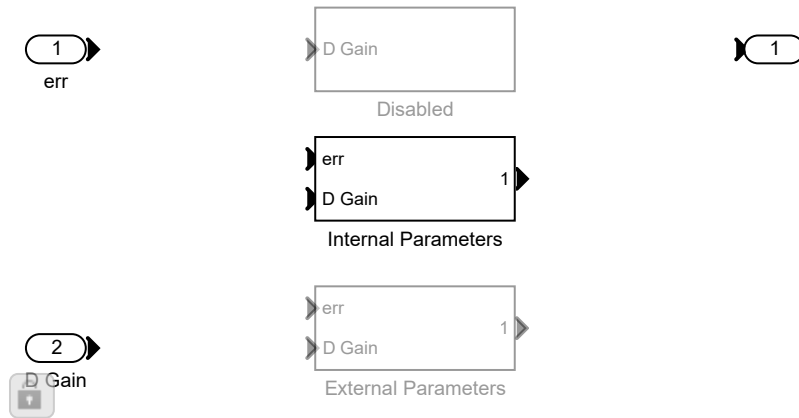 1
err
D Gain
Disabled
1
err
D Gain
1
Internal Parameters
err
D Gain
1
External Parameters
2
D Gain